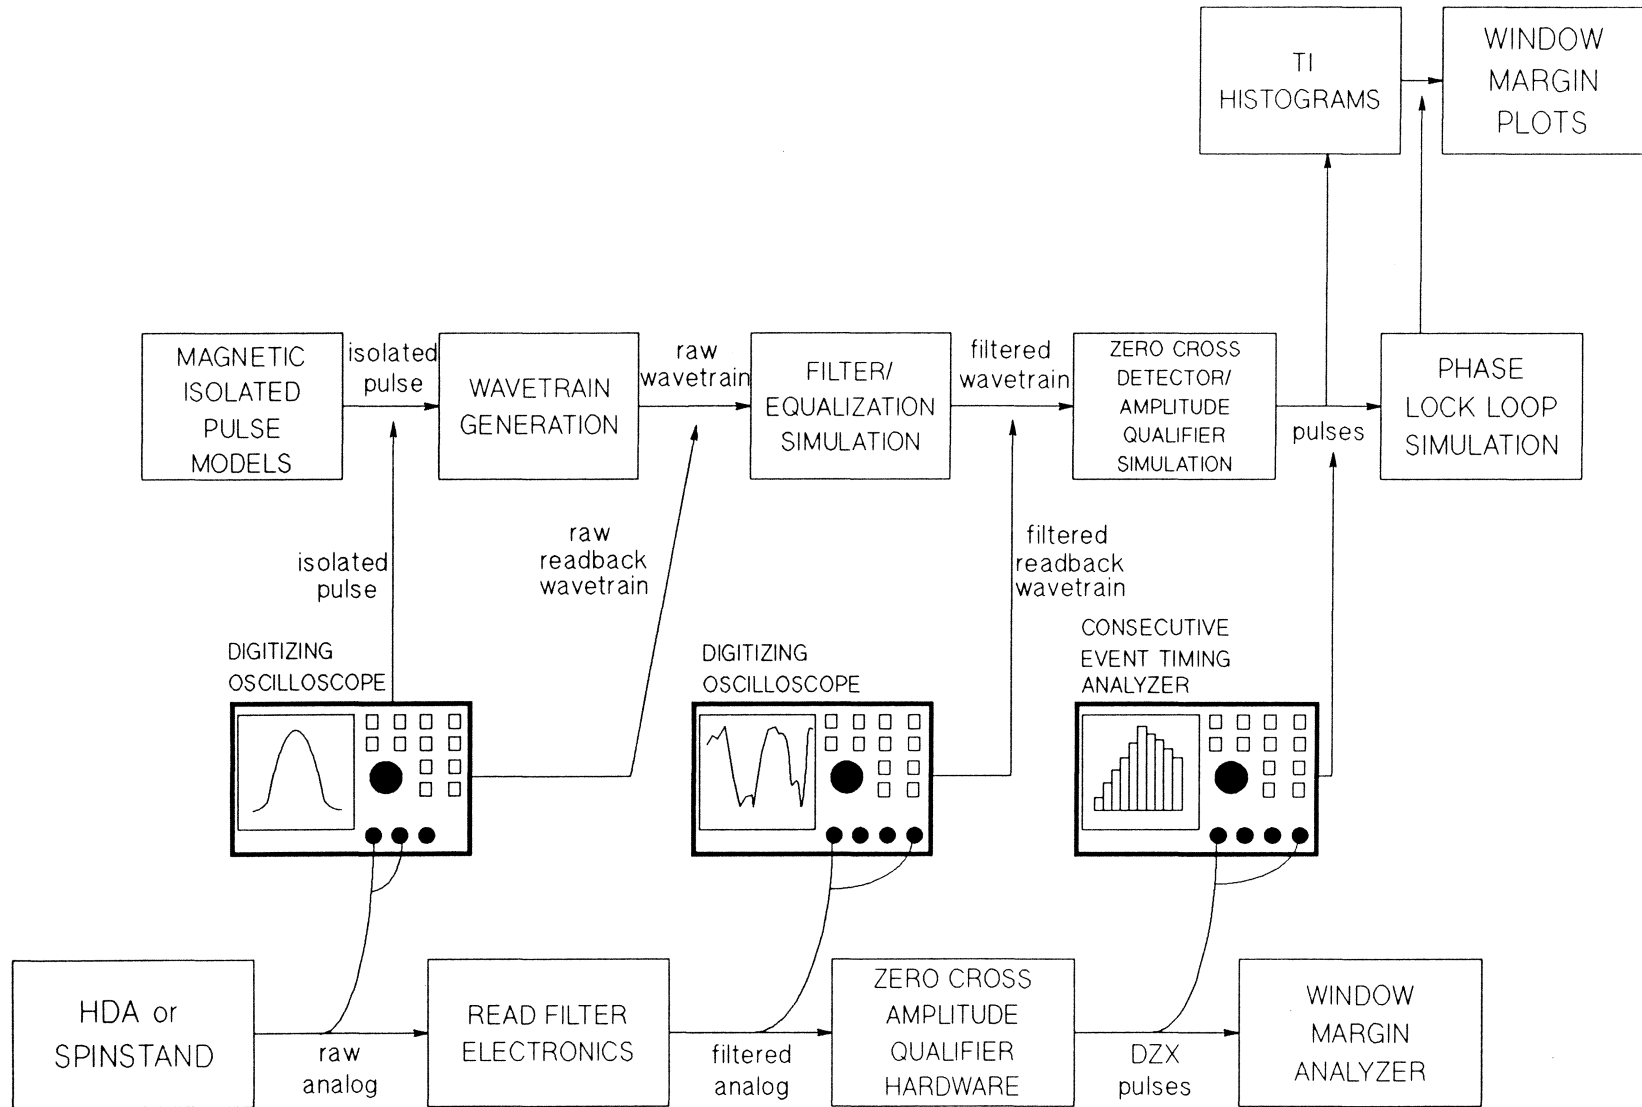 TI
HISTOGRAMS
WINDOW
MARGIN
PLOTS
MAGNETIC
ISOLATED
PULSE
MODELS
isolated
pulse
WAVETRAIN
GENERATION
raw
wavetrain
FILTER/
EQUALIZATION
SIMULATION
filtered
wavetrain
ZERO CROSS
DETECTOR/
AMPLITUDE
QUALIFIER
SIMULATION
pulses
PHASE
LOCK LOOP
SIMULATION
isolated
pulse
raw
readback
wavetrain
filtered
readback
wavetrain
DIGITIZING
OSCILLOSCOPE
DIGITIZING
OSCILLOSCOPE
CONSECUTIVE
EVENT TIMING
ANALYZER
HDA or
SPINSTAND
raw
analog
READ FILTER
ELECTRONICS
filtered
analog
ZERO CROSS
AMPLITUDE
QUALIFIER
HARDWARE
DZX
pulses
WINDOW
MARGIN
ANALYZER